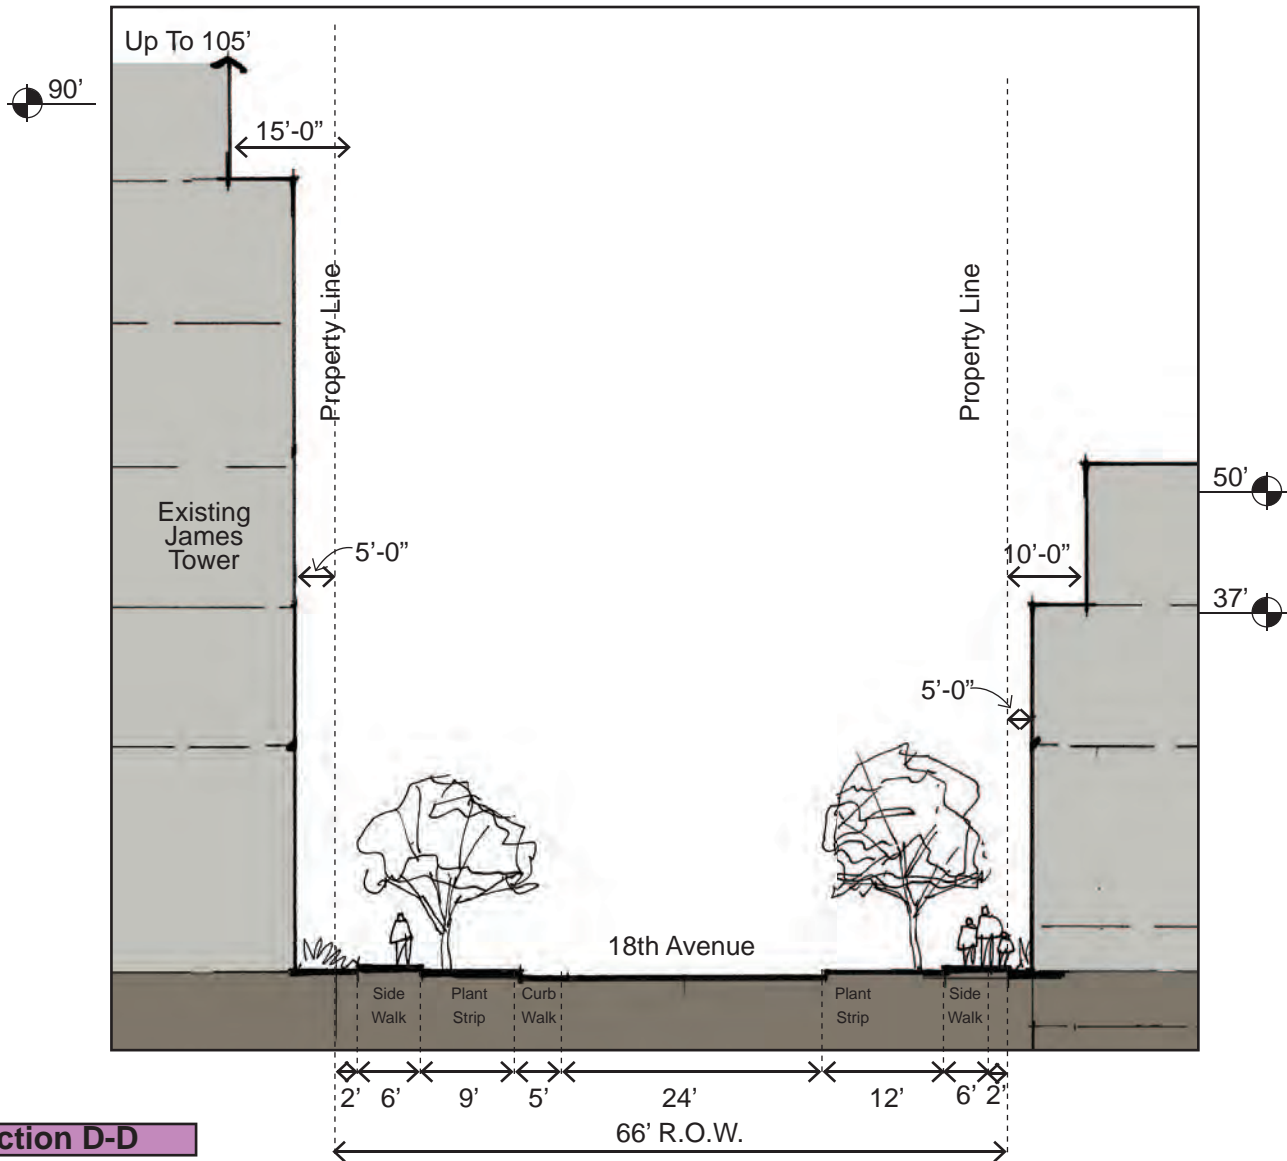 Up To 105’
90’
15’-0”
Property Line
Property Line
50’
Existing
James
Tower
5’-0”
10’-0”
37’
5’-0”
18th Avenue
Side
Walk
Plant
Strip
Curb
Walk
Plant
Strip
Side
Walk
2’ 6’ 9’ 5’ 24’ 12’ 6’ 2’
66’ R.O.W.
ction D-D